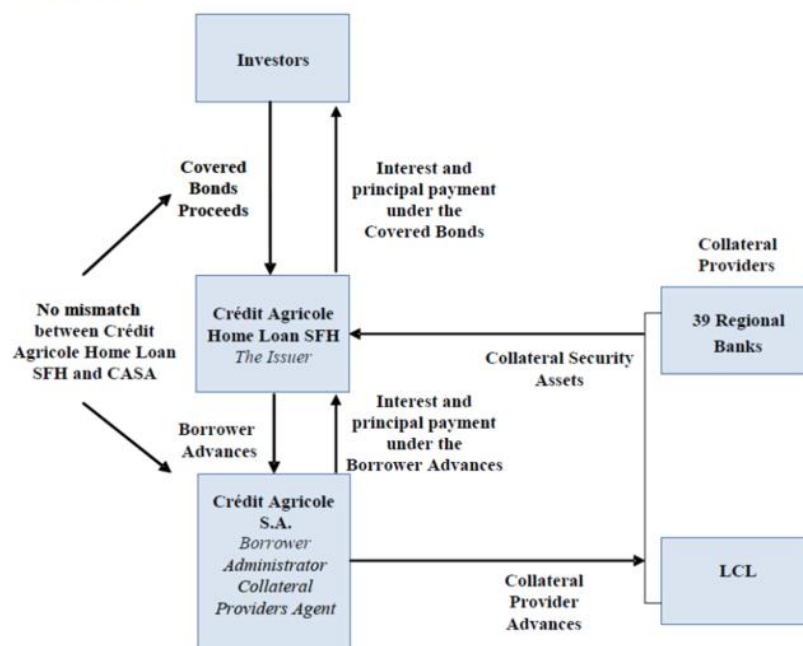 Investors
Covered
Bonds
Proceeds
Interest and
principal payment
under the
Covered Bonds
Collateral
Providers
No mismatch
between Crédit
Agricole Home Loan
SFH and CASA
Crédit Agricole
Home Loan SFH
The Issuer
39 Regional
Banks
Collateral Security
Assets
Borrower
Advances
Interest and
principal payment
under the
Borrower Advances
Crédit Agricole
S.A.
Borrower
Administrator
Collateral
Providers Agent
Collateral
Provider
Advances
LCL